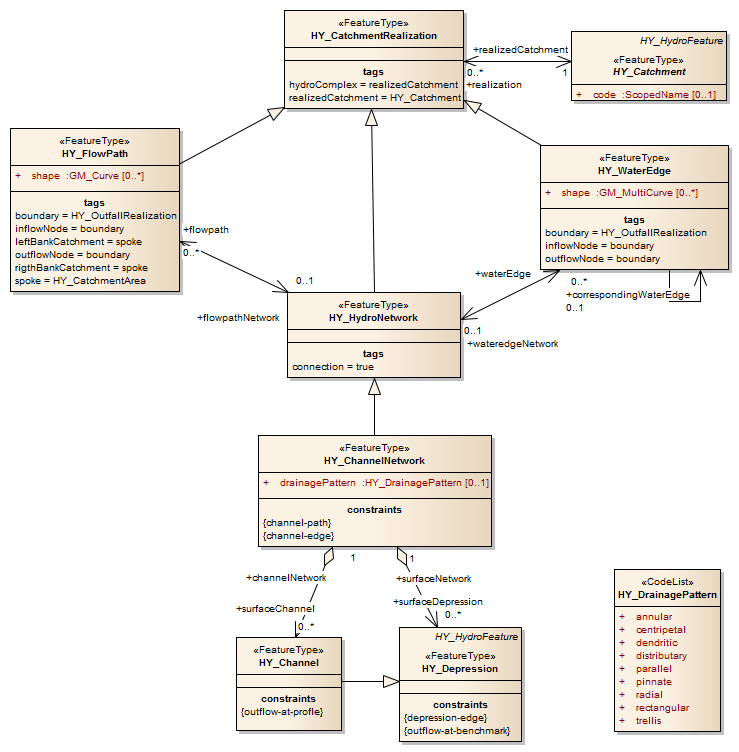 «FeatureType»
HY_CatchmentRealization
tags
hydroComplex = realizedCatchment
realizedCatchment = HY_Catchment
+realizedCatchment
0..*
1
+realization
HY_HydroFeature
«FeatureType»
HY_Catchment
+ code :ScopedName [0..1]
«FeatureType»
HY_FlowPath
+ shape :GM_Curve [0..*]
tags
boundary = HY_OutfallRealization
inflowNode = boundary
leftBankCatchment = spoke
outflowNode = boundary
rigthBankCatchment = spoke
spoke = HY_CatchmentArea
+flowpath
0..*
0..1
+flowpathNetwork
«FeatureType»
HY_WaterEdge
+ shape :GM_MultiCurve [0..*]
tags
boundary = HY_OutfallRealization
inflowNode = boundary
outflowNode = boundary
+waterEdge
0..*
+correspondingWaterEdge
0..1
0..1
+wateredgeNetwork
«FeatureType»
HY_HydroNetwork
tags
connection = true
«FeatureType»
HY_ChannelNetwork
+ drainagePattern :HY_DrainagePattern [0..1]
constraints
{channel-path}
{channel-edge}
1
1
+channelNetwork
+surfaceNetwork
+surfaceChannel
+surfaceDepression
0..*
0..*
«FeatureType»
HY_Channel
constraints
{outflow-at-profle}
HY_HydroFeature
«FeatureType»
HY_Depression
constraints
{depression-edge}
{outflow-at-benchmark}
«CodeList»
HY_DrainagePattern
+ annular
+ centripetal
+ dendritic
+ distributary
+ parallel
+ pinnate
+ radial
+ rectangular
+ trellis